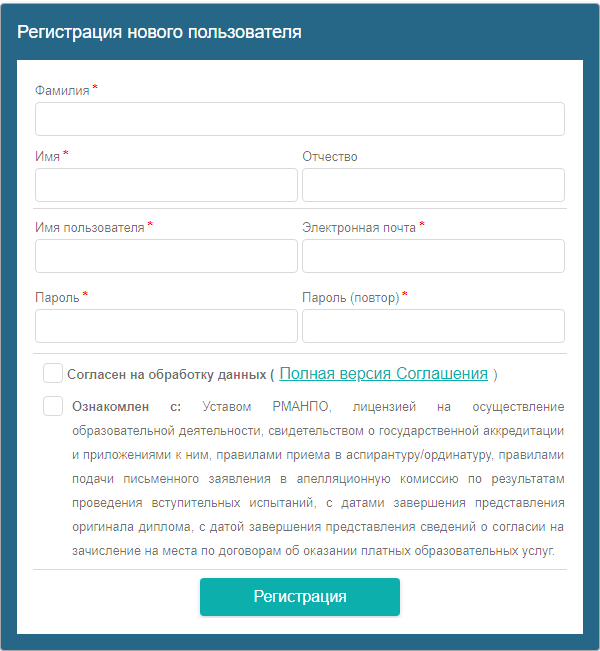 Регистрация нового пользователя
Фамилия *
Имя * Отчество
Имя пользователя * Электронная почта *
Пароль * Пароль (повтор) *
Согласен на обработку данных ( Полная версия Соглашения )
Ознакомлен с: Уставом РМАНПО, лицензией на осуществление
образовательной деятельности, свидетельством о государственной аккредитации
и приложениями к ним, правилами приема в аспирантуру/ординатуру, правилами
подачи письменного заявления в апелляционную комиссию по результатам
проведения вступительных испытаний, с датами завершения представления
оригинала диплома, с датой завершения представления сведений о согласии на
зачисление на места по договорам об оказании платных образовательных услуг.
Регистрация